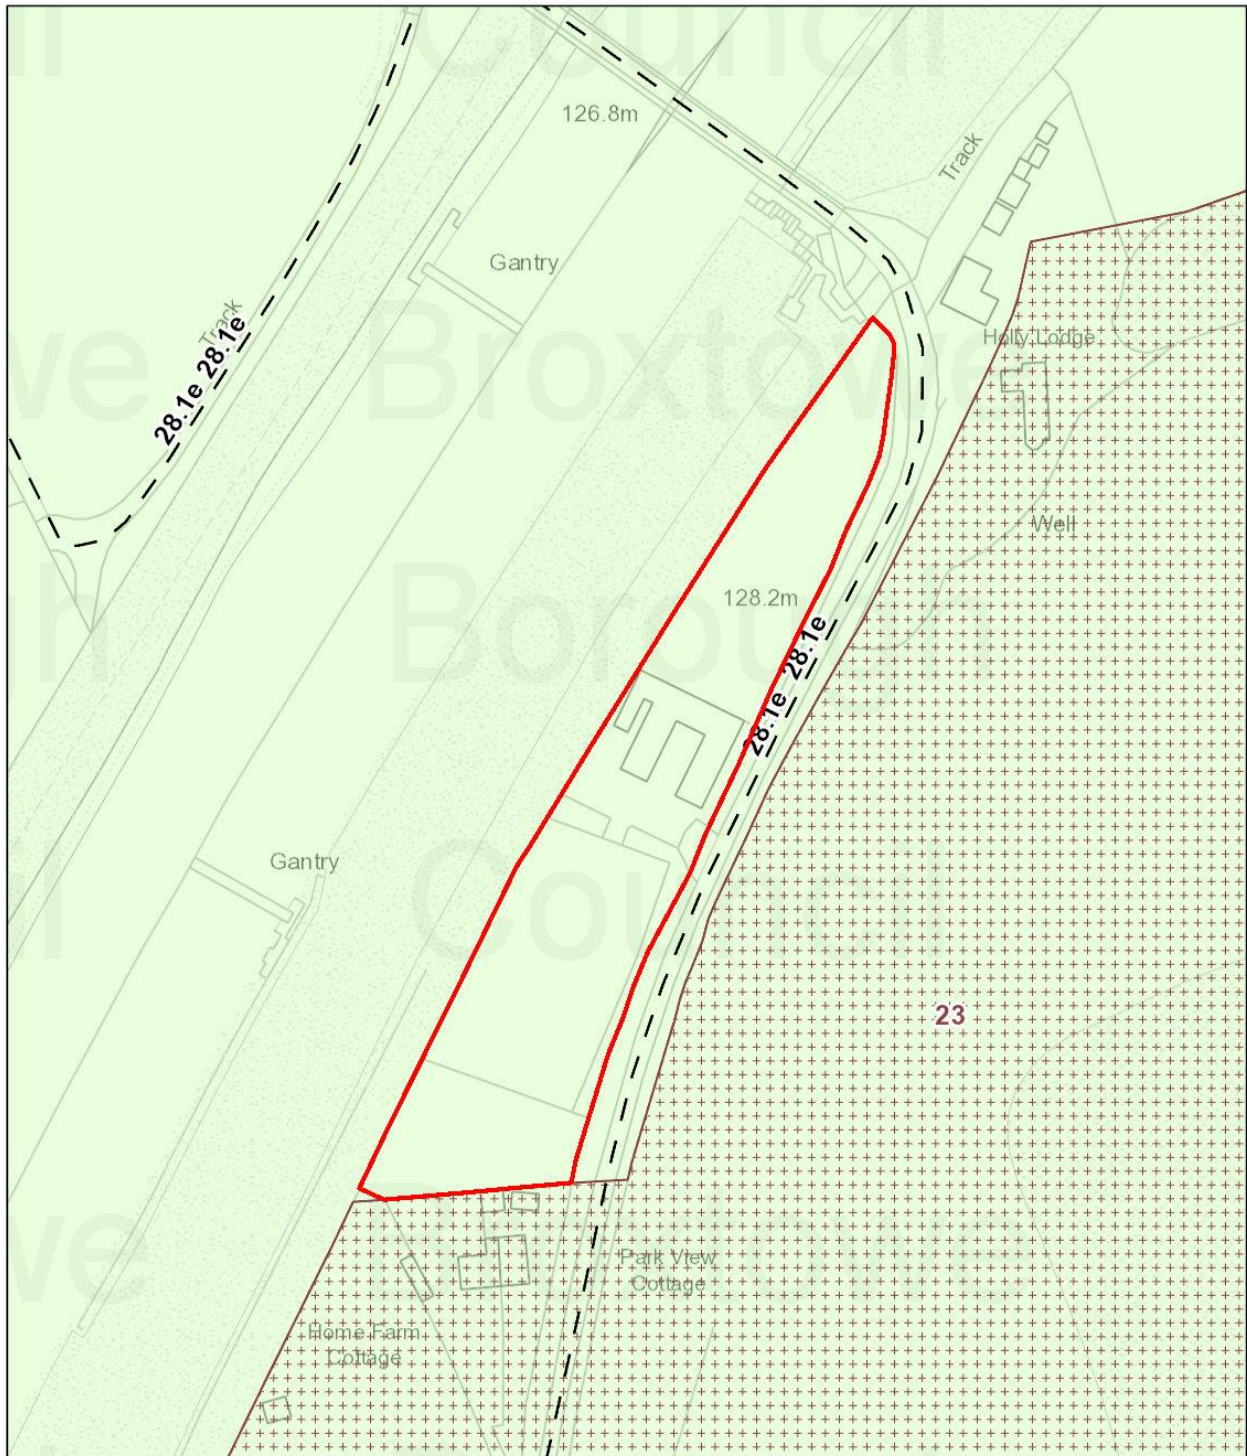 Council
126.8m
Track
Gantry
Track
28.1e 28.1e
Broxtowe
Holly Lodge
Well
128.2m
Borough
28.1e 28.1e
Gantry
Council
23
Park View
Cottage
Home Farm
Cottage